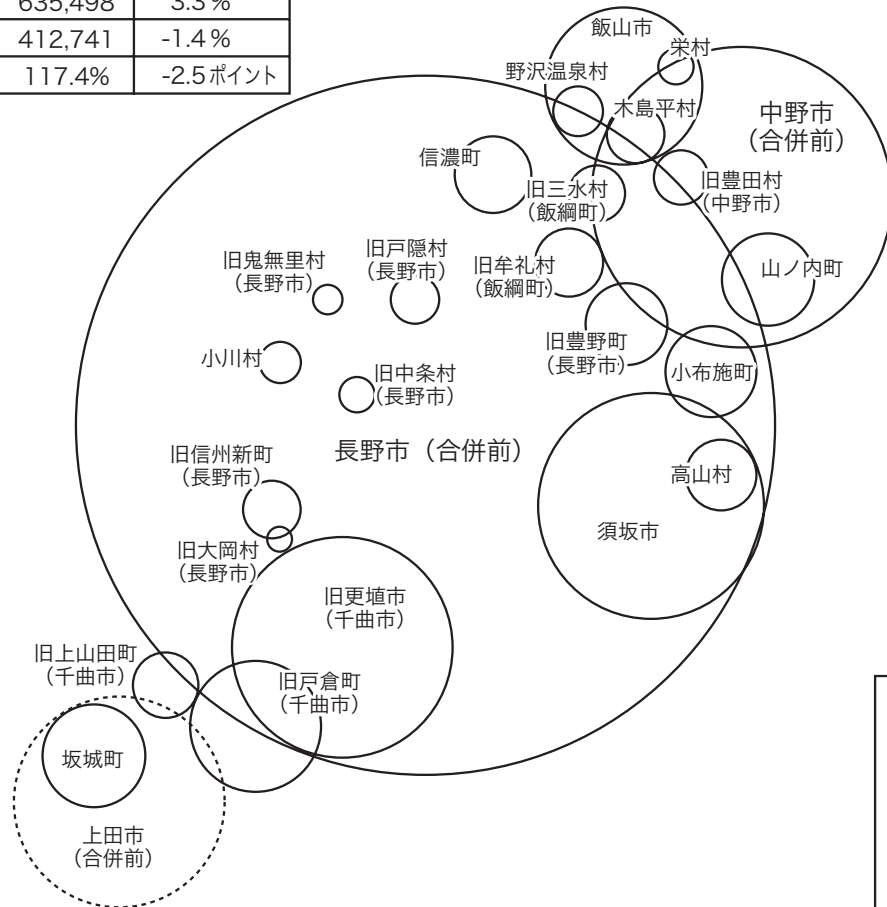 635,498 3.3%
412,741 -1.4%
117.4% -2.5ポイント
飯山市
栄村
野沢温泉村
木島平村
中野市
（合併前）
信濃町
旧三水村
（飯綱町）
旧豊田村
（中野市）
旧戸隠村
（長野市）
旧鬼無里村
（長野市）
旧牟礼村
（飯綱町）
山ノ内町
旧豊野町
（長野市）
小川村
小布施町
旧中条村
（長野市）
長野市（合併前）
旧信州新町
（長野市）
高山村
須坂市
旧大岡村
（長野市）
旧更埴市
（千曲市）
旧上山田町
（千曲市）
旧戸倉町
（千曲市）
坂城町
上田市
（合併前）